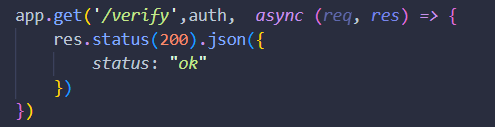 app.get('/verify',auth,  async (req, res) => {
    res.status(200).json({
        status: "ok"
    })
})